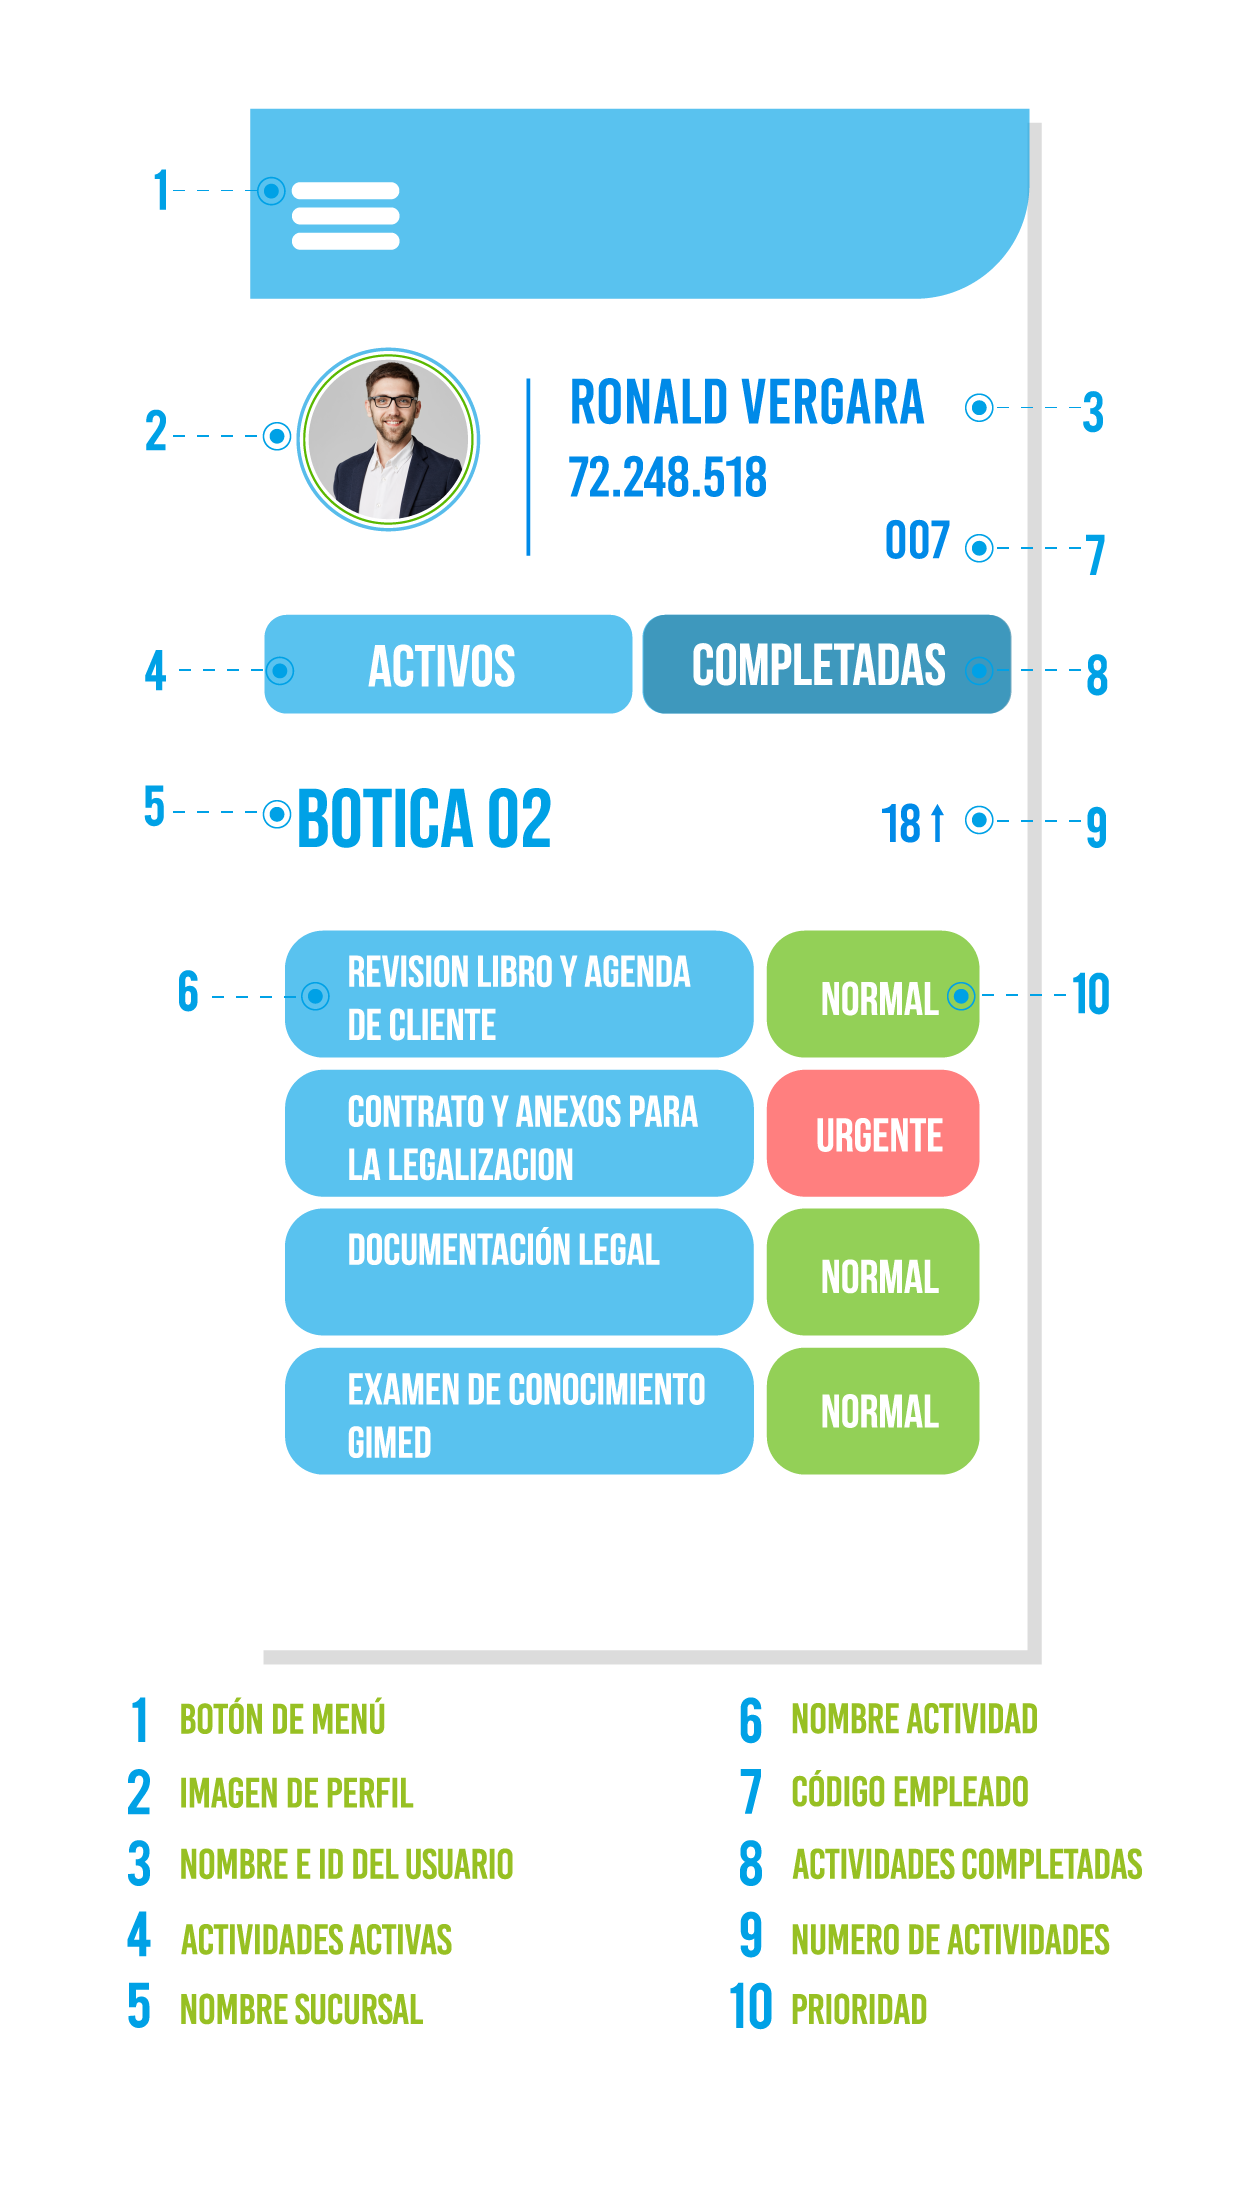 1
2
RONALD VERGARA
3
72.248.518
007
7
4
ACTIVOS
COMPLETADAS
8
5
BOTICA 02
18↑
9
6
REVISION LIBRO Y AGENDA
DE CLIENTE
NORMAL
10
CONTRATO Y ANEXOS PARA
LA LEGALIZACION
URGENTE
DOCUMENTACIÓN LEGAL
NORMAL
EXAMEN DE CONOCIMIENTO
GIMED
NORMAL
1 BOTÓN DE MENÚ
2 IMAGEN DE PERFIL
3 NOMBRE E ID DEL USUARIO
4 ACTIVIDADES ACTIVAS
5 NOMBRE SUCURSAL
6 NOMBRE ACTIVIDAD
7 CÓDIGO EMPLEADO
8 ACTIVIDADES COMPLETADAS
9 NUMERO DE ACTIVIDADES
10 PRIORIDAD